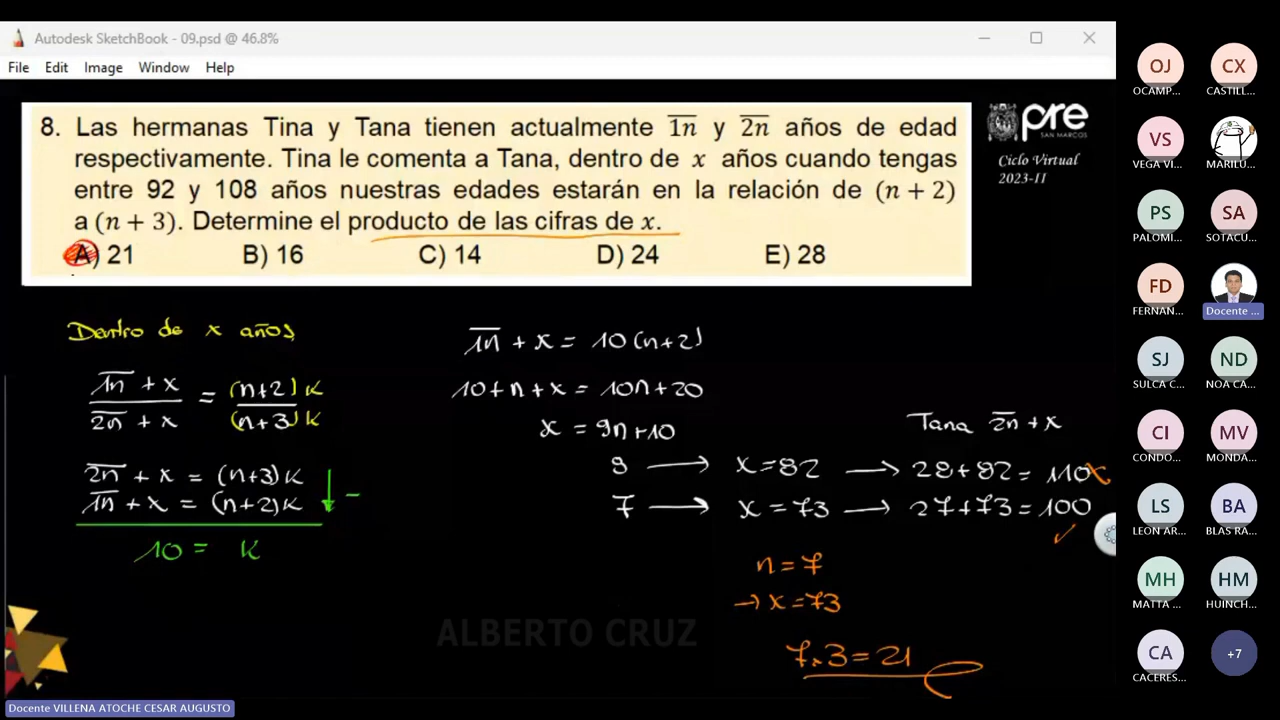 Autodesk SketchBook - 09.psd @ 46.8%
File Edit Image Window Help
8. Las hermanas Tina y Tana tienen actualmente 1n y 2n años de edad
respectivamente. Tina le comenta a Tana, dentro de x años cuando tengas
entre 92 y 108 años nuestras edades estarán en la relación de (n + 2)
a (n + 3). Determine el producto de las cifras de x.
A) 21 B) 16 C) 14 D) 24 E) 28
pre
SAN MARCOS
Ciclo Virtual
2023-II
Dentro de x años
1n + x / 2n + x = (n+2)K / (n+3)K
2n + x = (n+3)K
1n + x = (n+2)K
10 = K
1n + x = 10(n+2)
10+n+x = 10n+20
x = 9n+10
8 → x=82 → 28+82=110 x
7 → x=73 → 27+73=100 ✓
Tana 2n + x
n=7
→ x=73
7x3=21
ALBERTO CRUZ
Docente VILLENA ATOCHE CESAR AUGUSTO
OJ
OCAMP...
CX
CASTILL...
VS
VEGA VI...
MARILU...
PS
PALOMI...
SA
SOTACU...
FD
FERNAN...
Docente ...
SJ
SULCA C...
ND
NOA CA...
CI
CONDO...
MV
MONDA...
LS
LEON AR...
BA
BLAS RA...
MH
MATTA ...
HM
HUINCH...
CA
CACERES...
+7